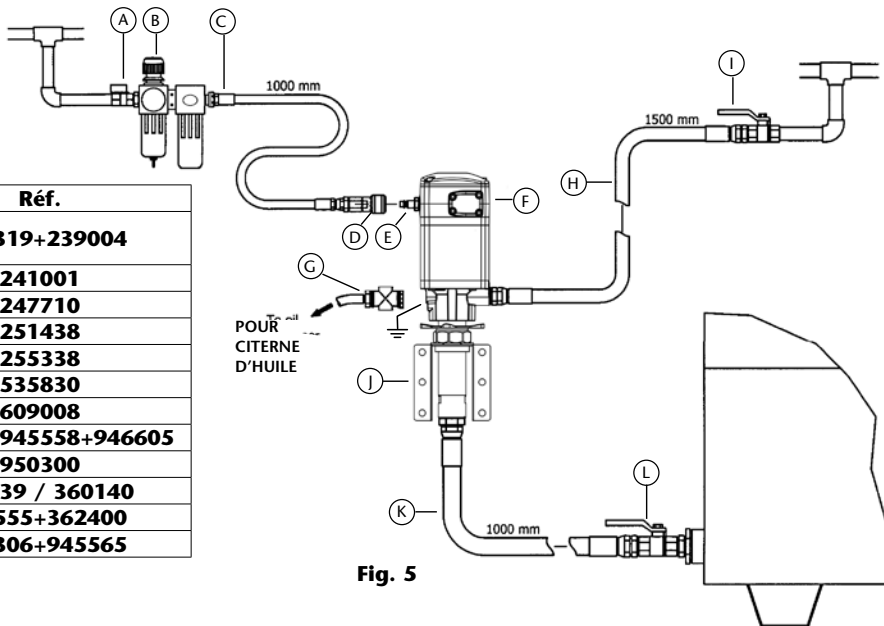 A B C
1000 mm
I
1500 mm
H
F
D E
G
POUR
CITERNE
D'HUILE
J
K
1000 mm
L
Fig. 5
Réf.
319+239004
241001
247710
251438
255338
535830
609008
945558+946605
950300
39 / 360140
555+362400
306+945565